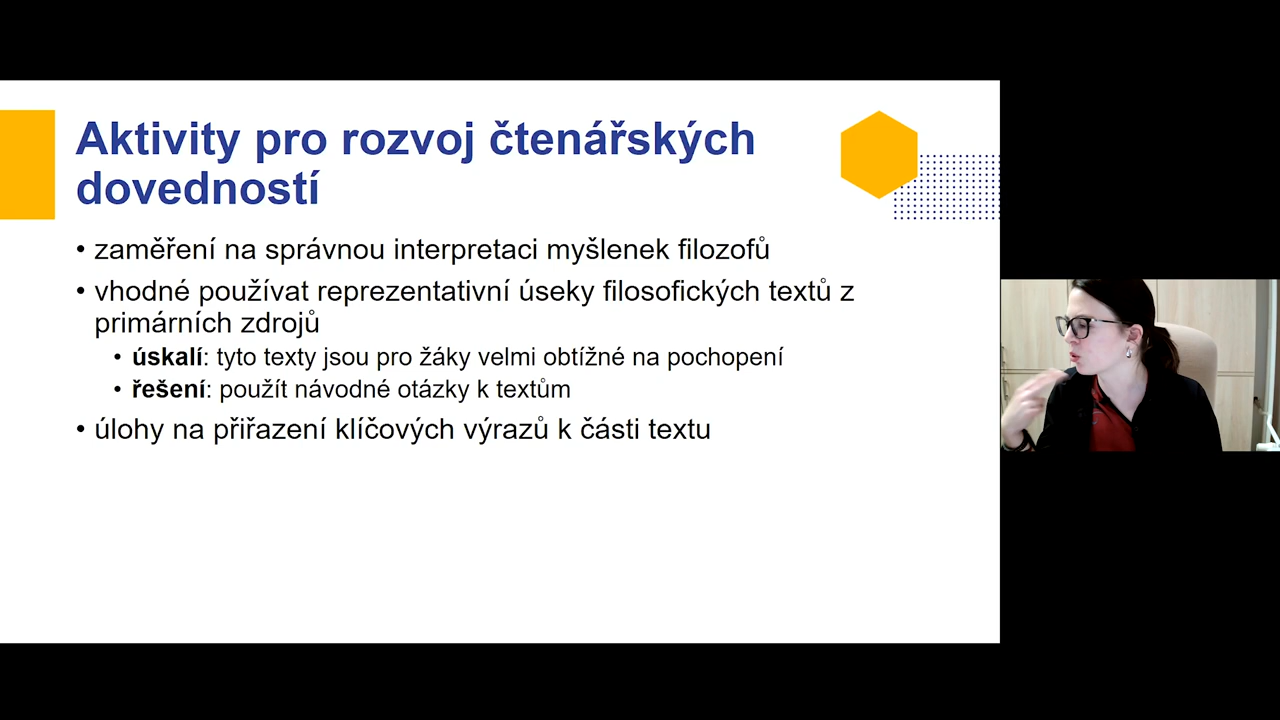 Aktivity pro rozvoj čtenářských
dovedností
• zaměření na správnou interpretaci myšlenek filozofů
• vhodné používat reprezentativní úseky filosofických textů z
primárních zdrojů
• úskalí: tyto texty jsou pro žáky velmi obtížné na pochopení
• řešení: použít návodné otázky k textům
• úlohy na přiřazení klíčových výrazů k části textu